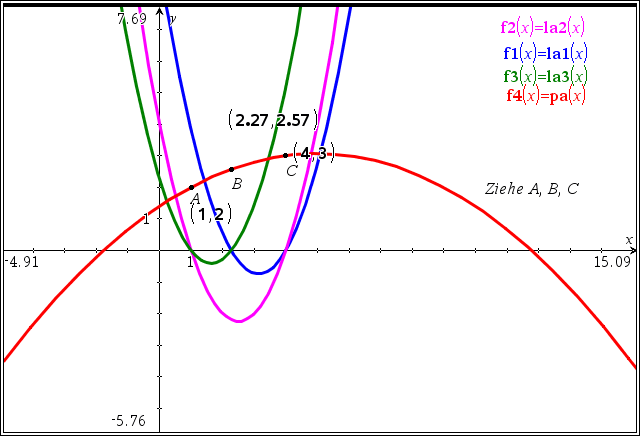 7.69 y
f2(x)=la2(x)
f1(x)=la1(x)
f3(x)=la3(x)
f4(x)=pa(x)
(2.27,2.57)
(4,3)
B
C
A
Ziehe A, B, C
(1,2)
1
x
-4.91 1 15.09
-5.76